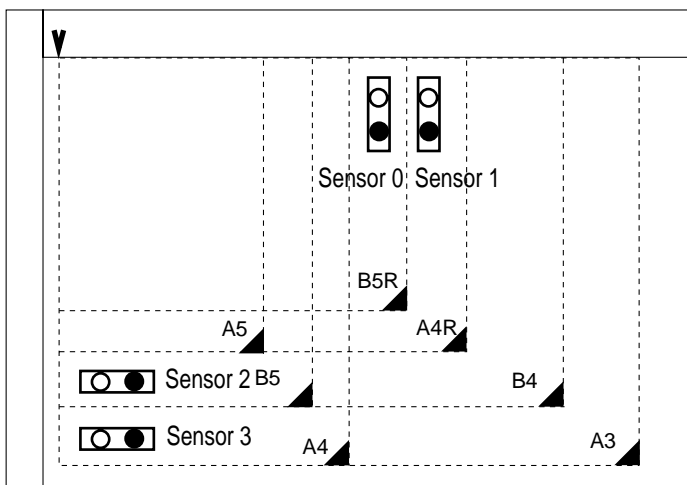 Sensor 0 Sensor 1
B5R
A5 A4R
Sensor 2 B5 B4
Sensor 3 A4 A3